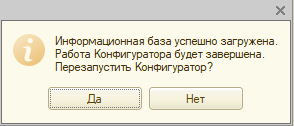 Информационная база успешно загружена.
Работа Конфигуратора будет завершена.
Перезапустить Конфигуратор?
Да Нет